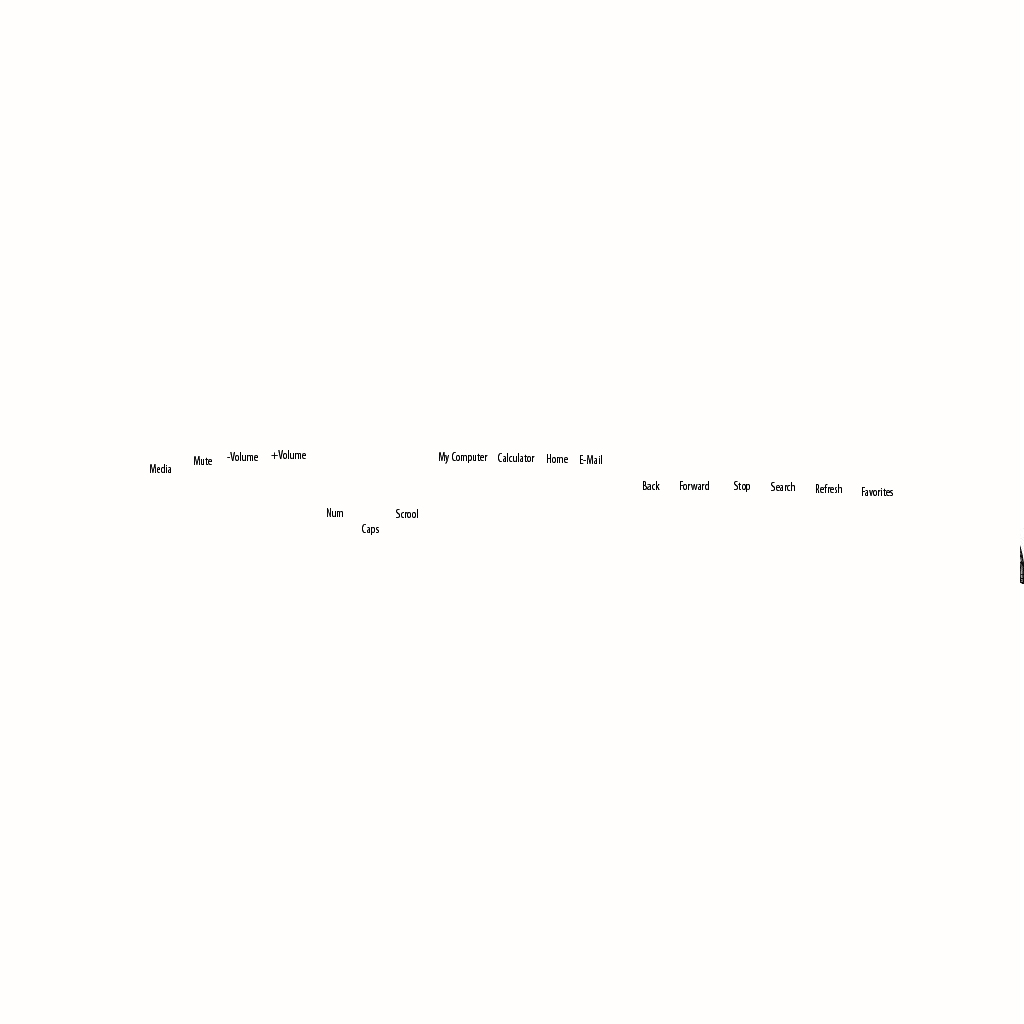 Media Mute -Volume +Volume My Computer Calculator Home E-Mail
Back Forward Stop Search Refresh Favorites
Num Caps Scrool